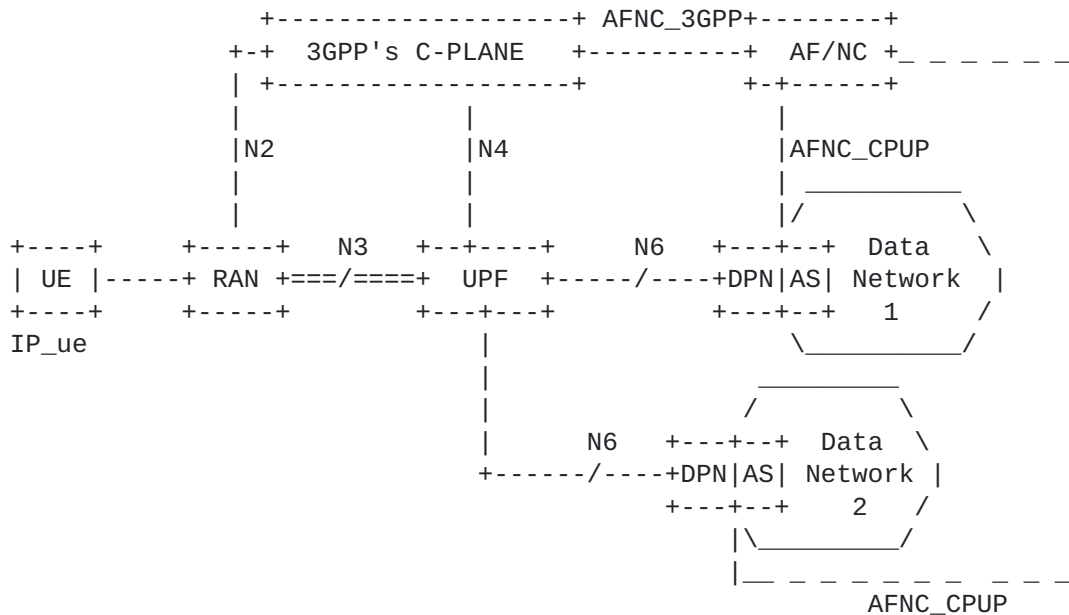 AFNC_3GPP
3GPP's C-PLANE AF/NC
N2 N4 AFNC_CPUP
N3 N6 Data
UE RAN UPF DPN AS Network
1
IP_ue
N6 Data
DPN AS Network
2
AFNC_CPUP